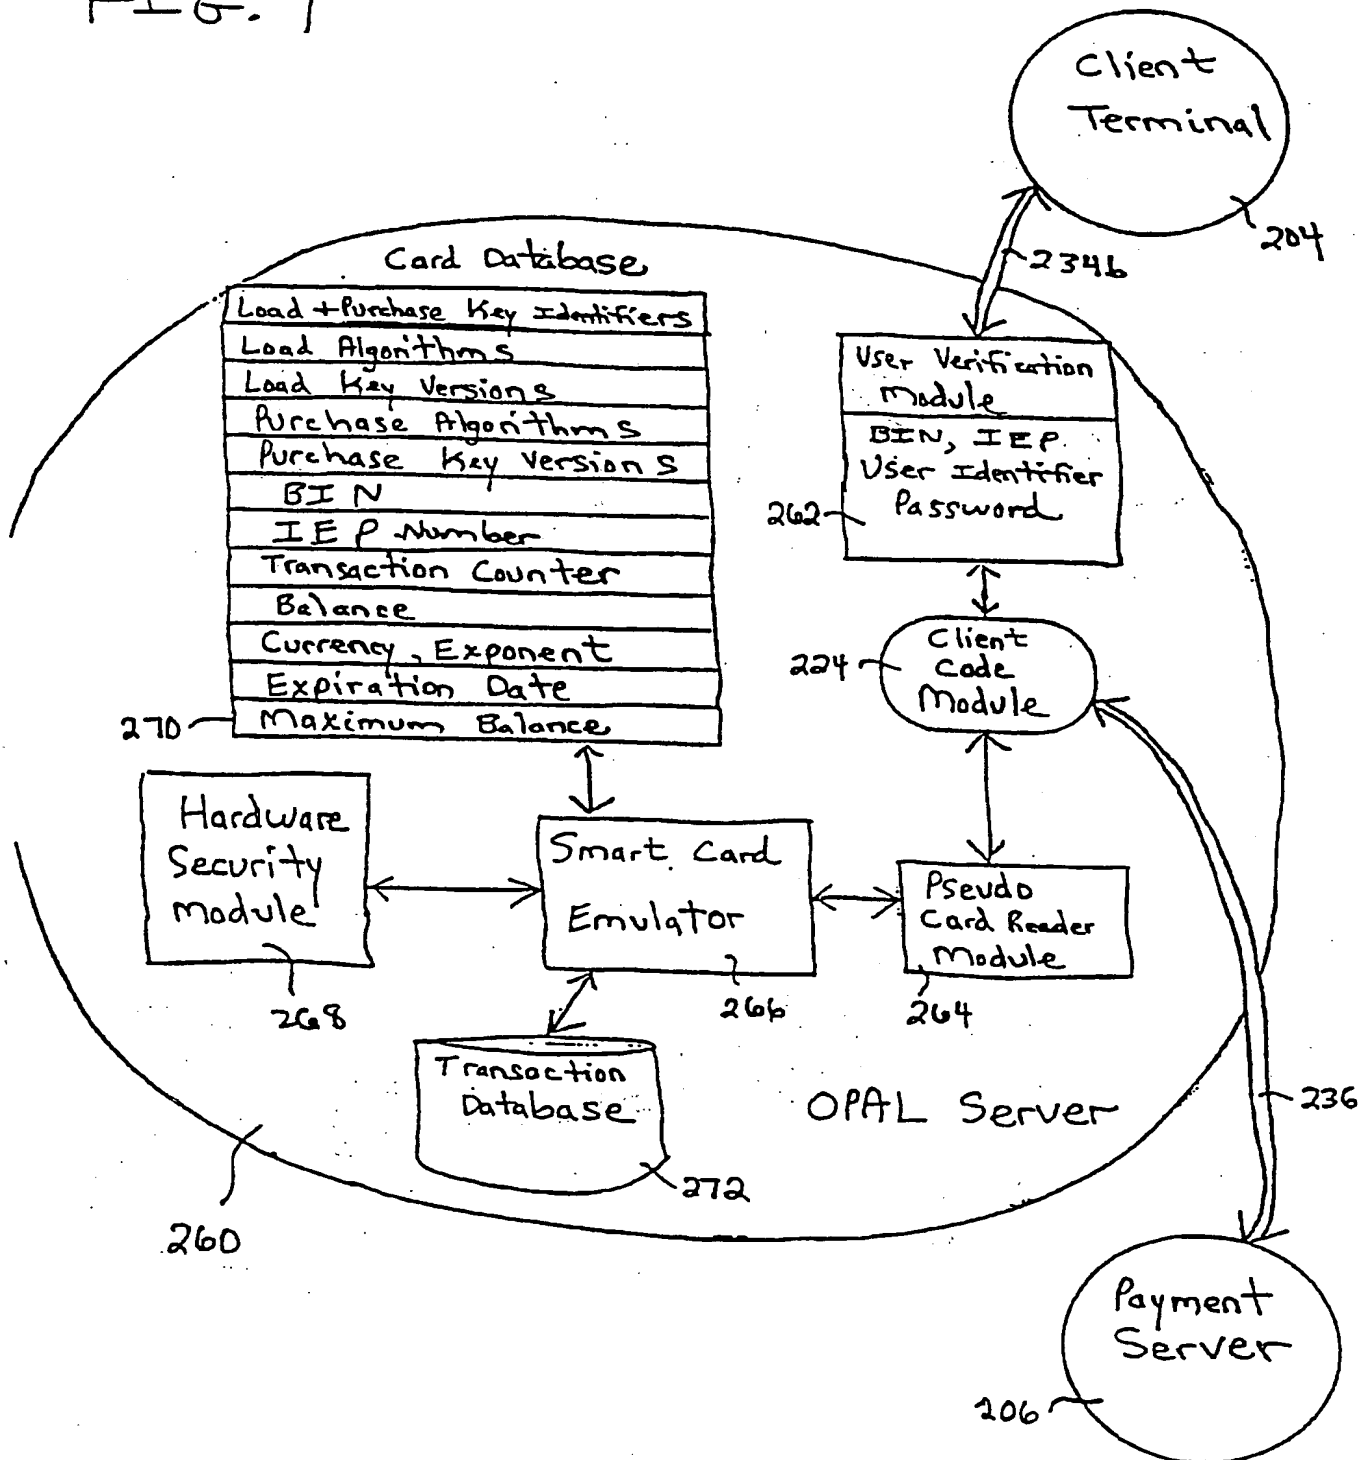 FIG. 7
Client
Terminal
204
234b
Card Database
Load + Purchase Key Identifiers
Load Algorithms
Load Key Versions
Purchase Algorithms
Purchase Key Versions
BIN
IEP Number
Transaction Counter
Balance
Currency, Exponent
Expiration Date
Maximum Balance
270
User Verification
Module
BIN, IEP
User Identifier
Password
262
Client
Code
Module
224
Hardware
Security
Module
268
Smart Card
Emulator
266
Pseudo
Card Reader
Module
264
Transaction
Database
272
OPAL Server
236
260
Payment
Server
206